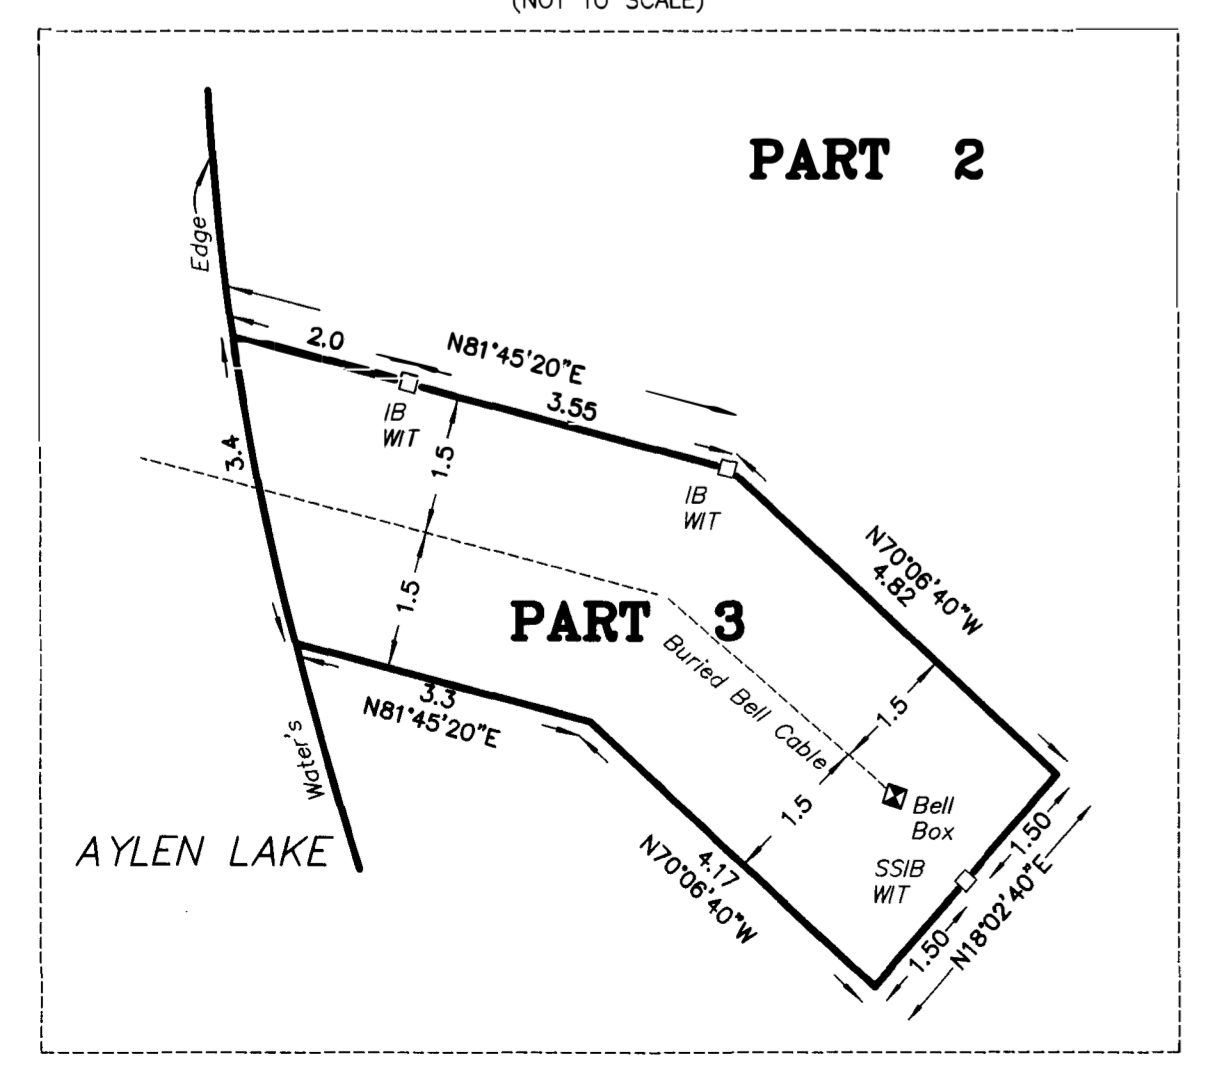 (NOT TO SCALE)
PART 2
Edge
2.0
N81°45'20"E
3.55
IB
WIT
3.4
1.5
IB
WIT
N70°06'40"W
4.82
1.5
PART 3
Buried Bell Cable
3.3
N81°45'20"E
1.5
Water's
1.5
Bell
Box
AYLEN LAKE
1.50
SSIB
WIT
4.17
N70°06'40"W
N18°02'40"E
1.50